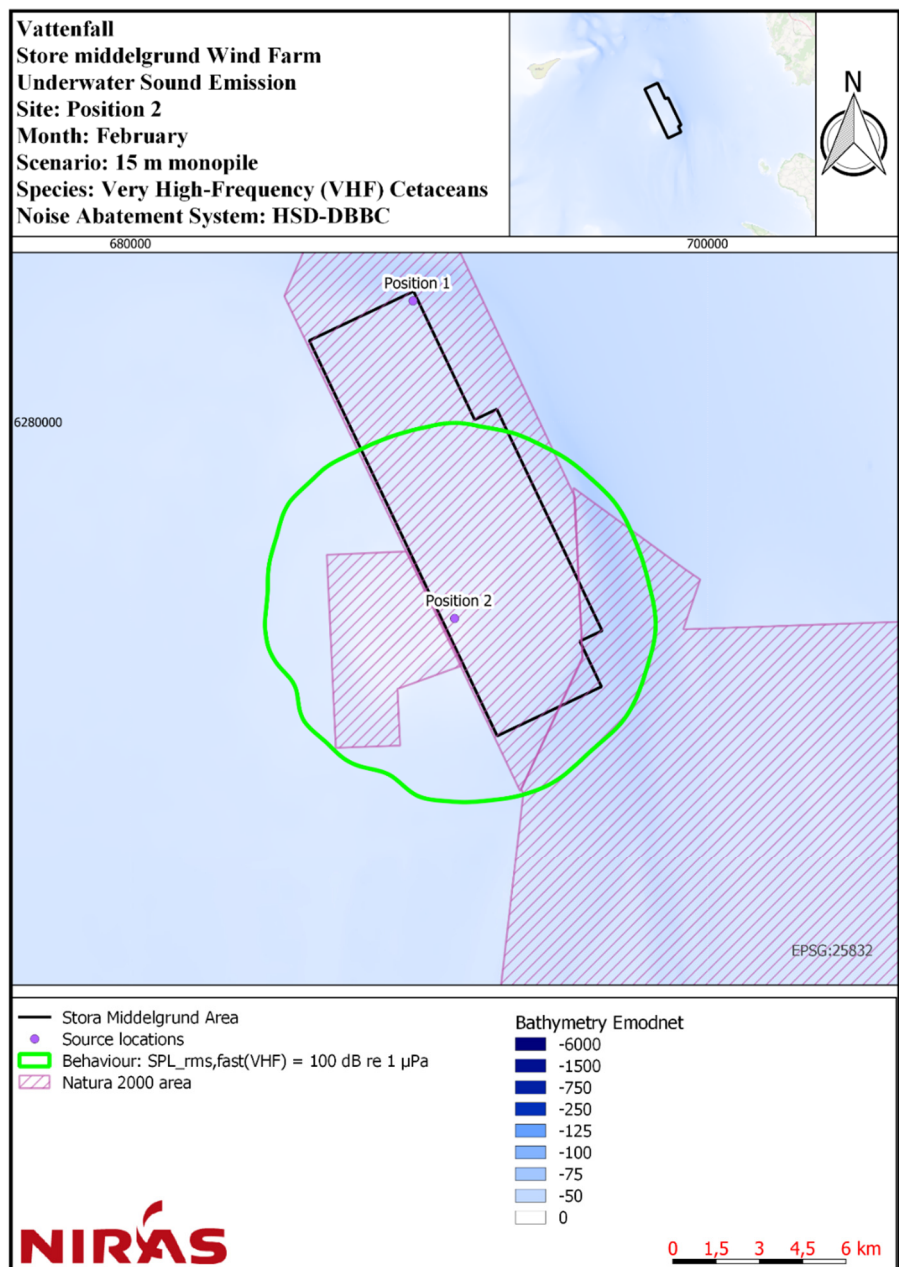 Vattenfall
Store middelgrund Wind Farm
Underwater Sound Emission
Site: Position 2
Month: February
Scenario: 15 m monopile
Species: Very High-Frequency (VHF) Cetaceans
Noise Abatement System: HSD-DBBC
N
680000
700000
Position 1
6280000
Position 2
EPSG:25832
Stora Middelgrund Area
Source locations
Behaviour: SPL_rms,fast(VHF) = 100 dB re 1 µPa
Natura 2000 area
Bathymetry Emodnet
-6000
-1500
-750
-250
-125
-100
-75
-50
0
NIRAS
0 1,5 3 4,5 6 km